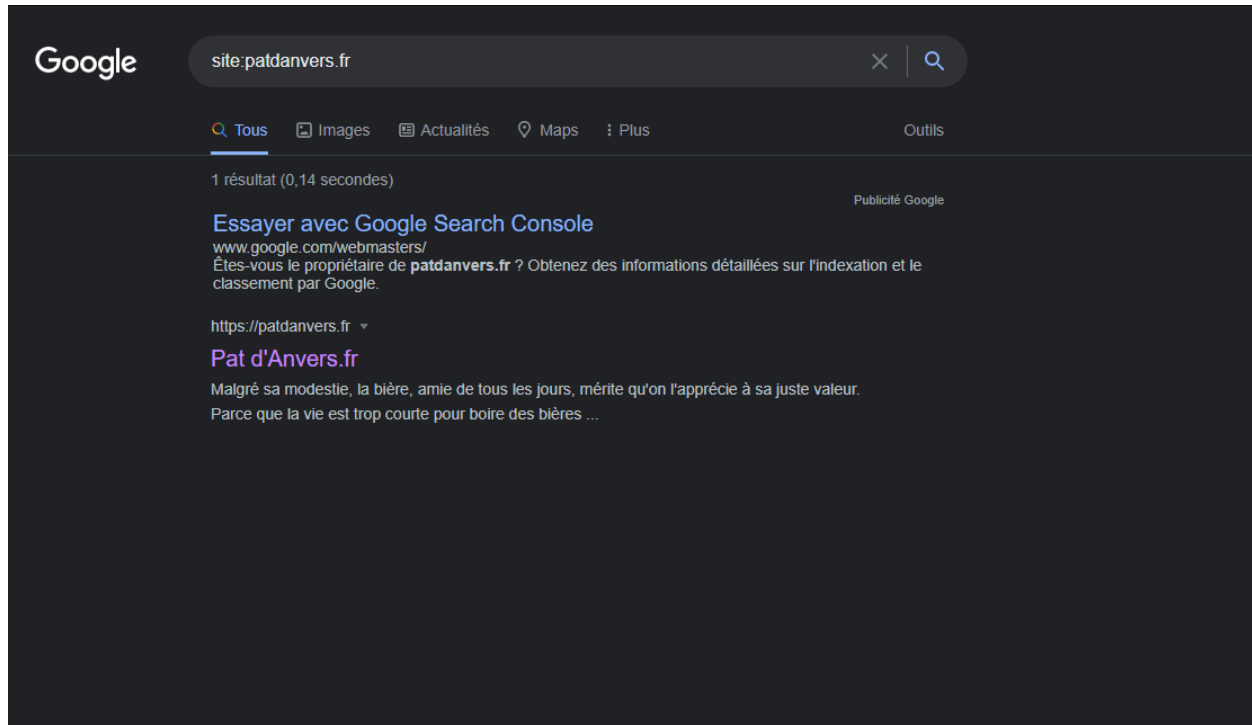 Google
site:patdanvers.fr
Tous Images Actualités Maps Plus Outils
1 résultat (0,14 secondes)
Publicité Google
Essayer avec Google Search Console
www.google.com/webmasters/
Êtes-vous le propriétaire de patdanvers.fr ? Obtenez des informations détaillées sur l'indexation et le
classement par Google.
https://patdanvers.fr
Pat d'Anvers.fr
Malgré sa modestie, la bière, amie de tous les jours, mérite qu'on l'apprécie à sa juste valeur.
Parce que la vie est trop courte pour boire des bières ...